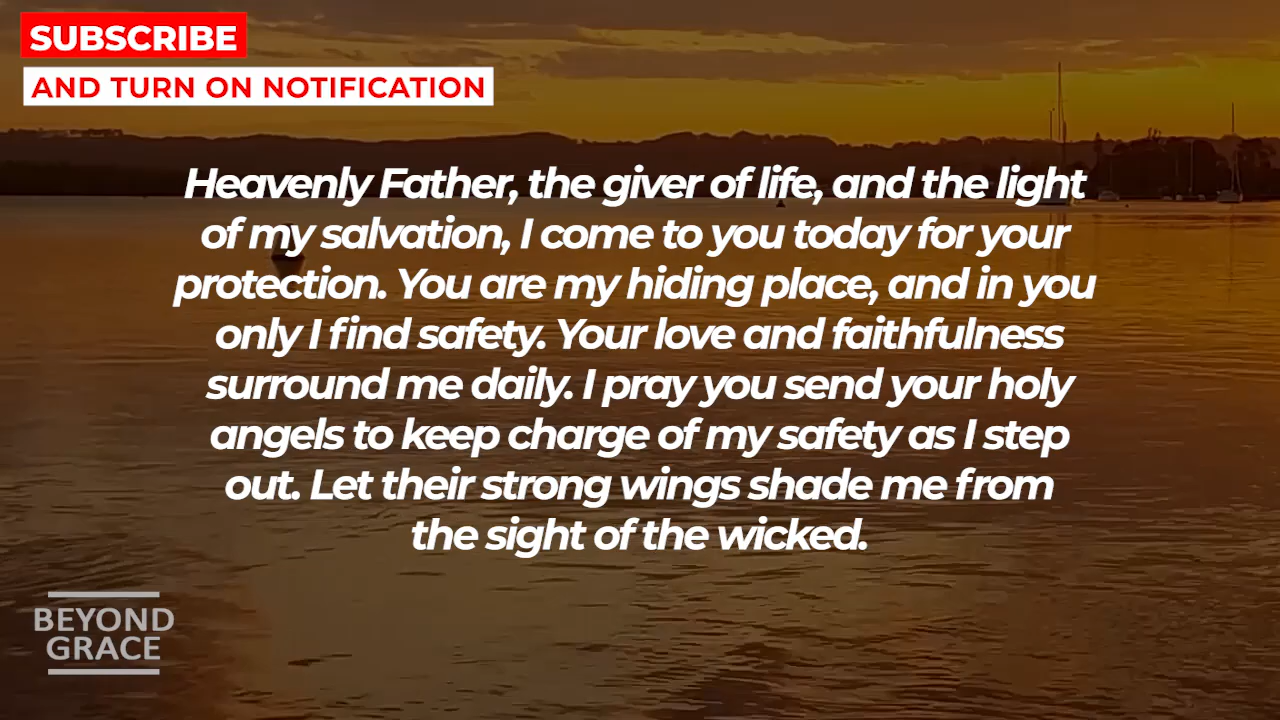 SUBSCRIBE
AND TURN ON NOTIFICATION
Heavenly Father, the giver of life, and the light
of my salvation, I come to you today for your
protection. You are my hiding place, and in you
only I find safety. Your love and faithfulness
surround me daily. I pray you send your holy
angels to keep charge of my safety as I step
out. Let their strong wings shade me from
the sight of the wicked.
BEYOND
GRACE